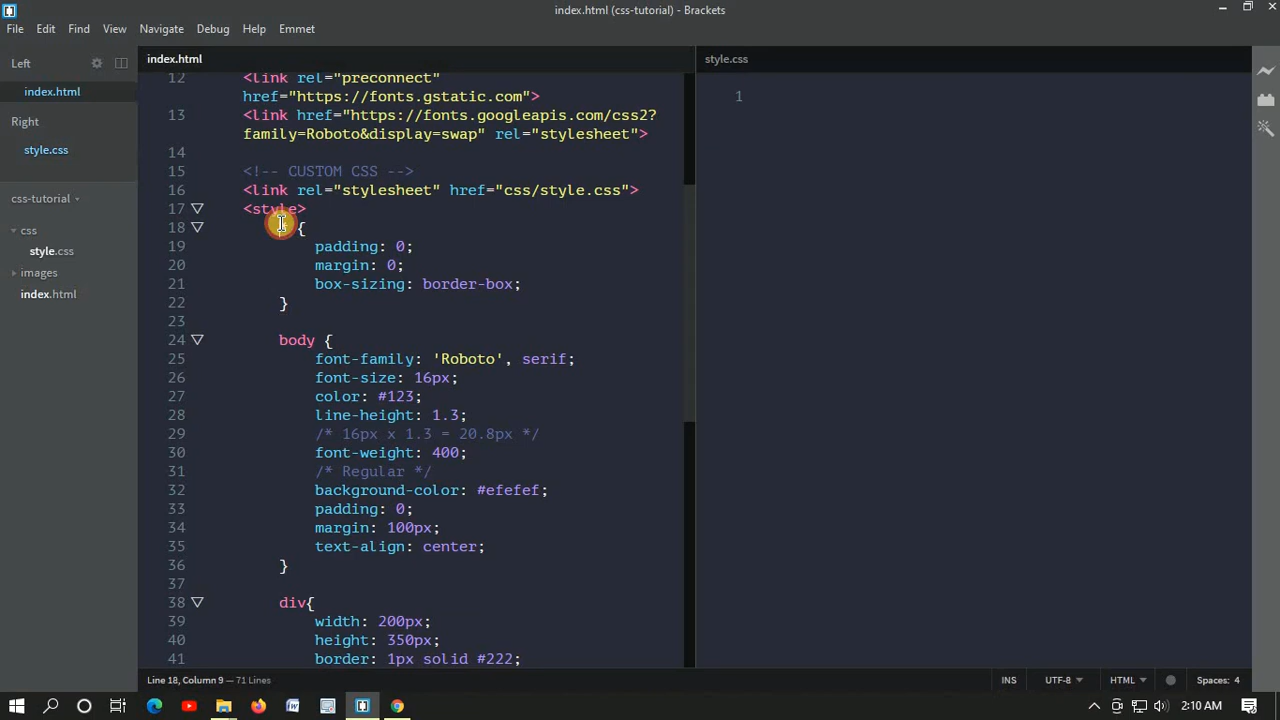 index.html (css-tutorial) - Brackets
File Edit Find View Navigate Debug Help Emmet
Left
index.html
Right
style.css
css-tutorial
css
style.css
images
index.html
index.html
12 <link rel="preconnect"
href="https://fonts.gstatic.com">
13 <link href="https://fonts.googleapis.com/css2?
family=Roboto&display=swap" rel="stylesheet">
14
15 <!-- CUSTOM CSS -->
16 <link rel="stylesheet" href="css/style.css">
17 <style>
18 {
19 padding: 0;
20 margin: 0;
21 box-sizing: border-box;
22 }
23
24 body {
25 font-family: 'Roboto', serif;
26 font-size: 16px;
27 color: #123;
28 line-height: 1.3;
29 /* 16px x 1.3 = 20.8px */
30 font-weight: 400;
31 /* Regular */
32 background-color: #efefef;
33 padding: 0;
34 margin: 100px;
35 text-align: center;
36 }
37
38 div{
39 width: 200px;
40 height: 350px;
41 border: 1px solid #222;
style.css
1
Line 18, Column 9 — 71 Lines
INS UTF-8 HTML Spaces: 4
2:10 AM